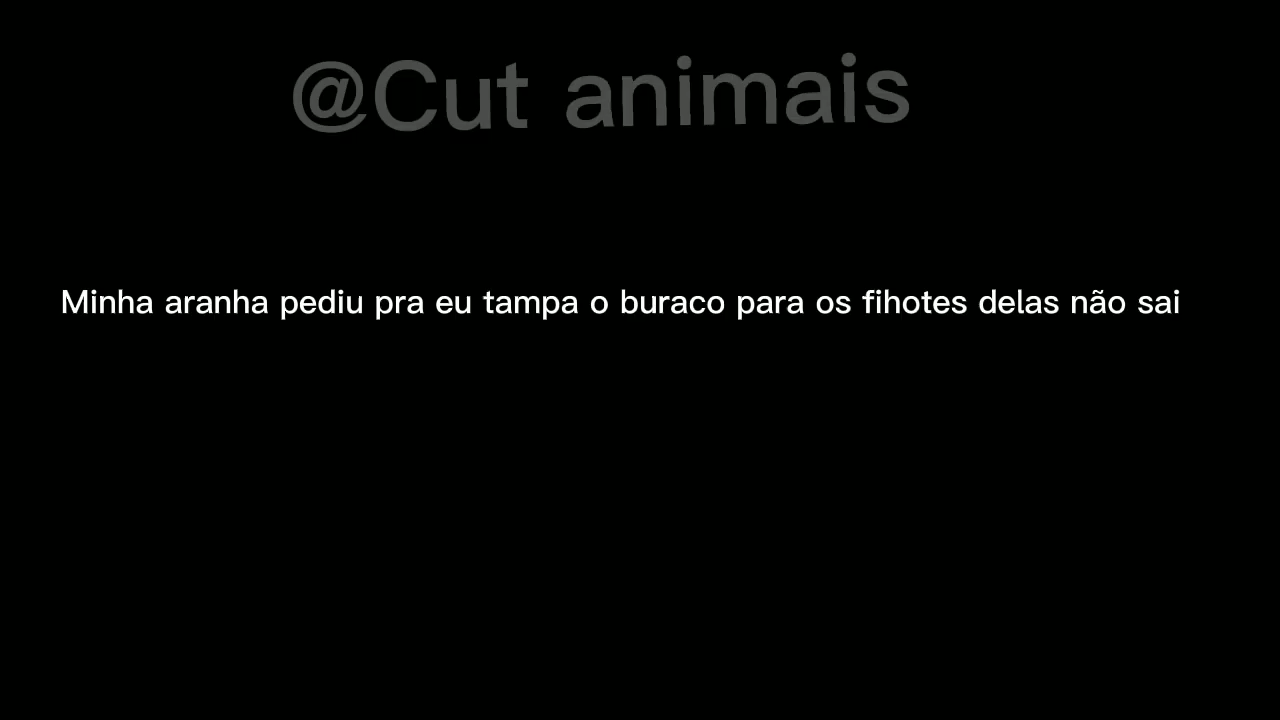 @Cut animais
Minha aranha pediu pra eu tampa o buraco para os fihotes delas não sai